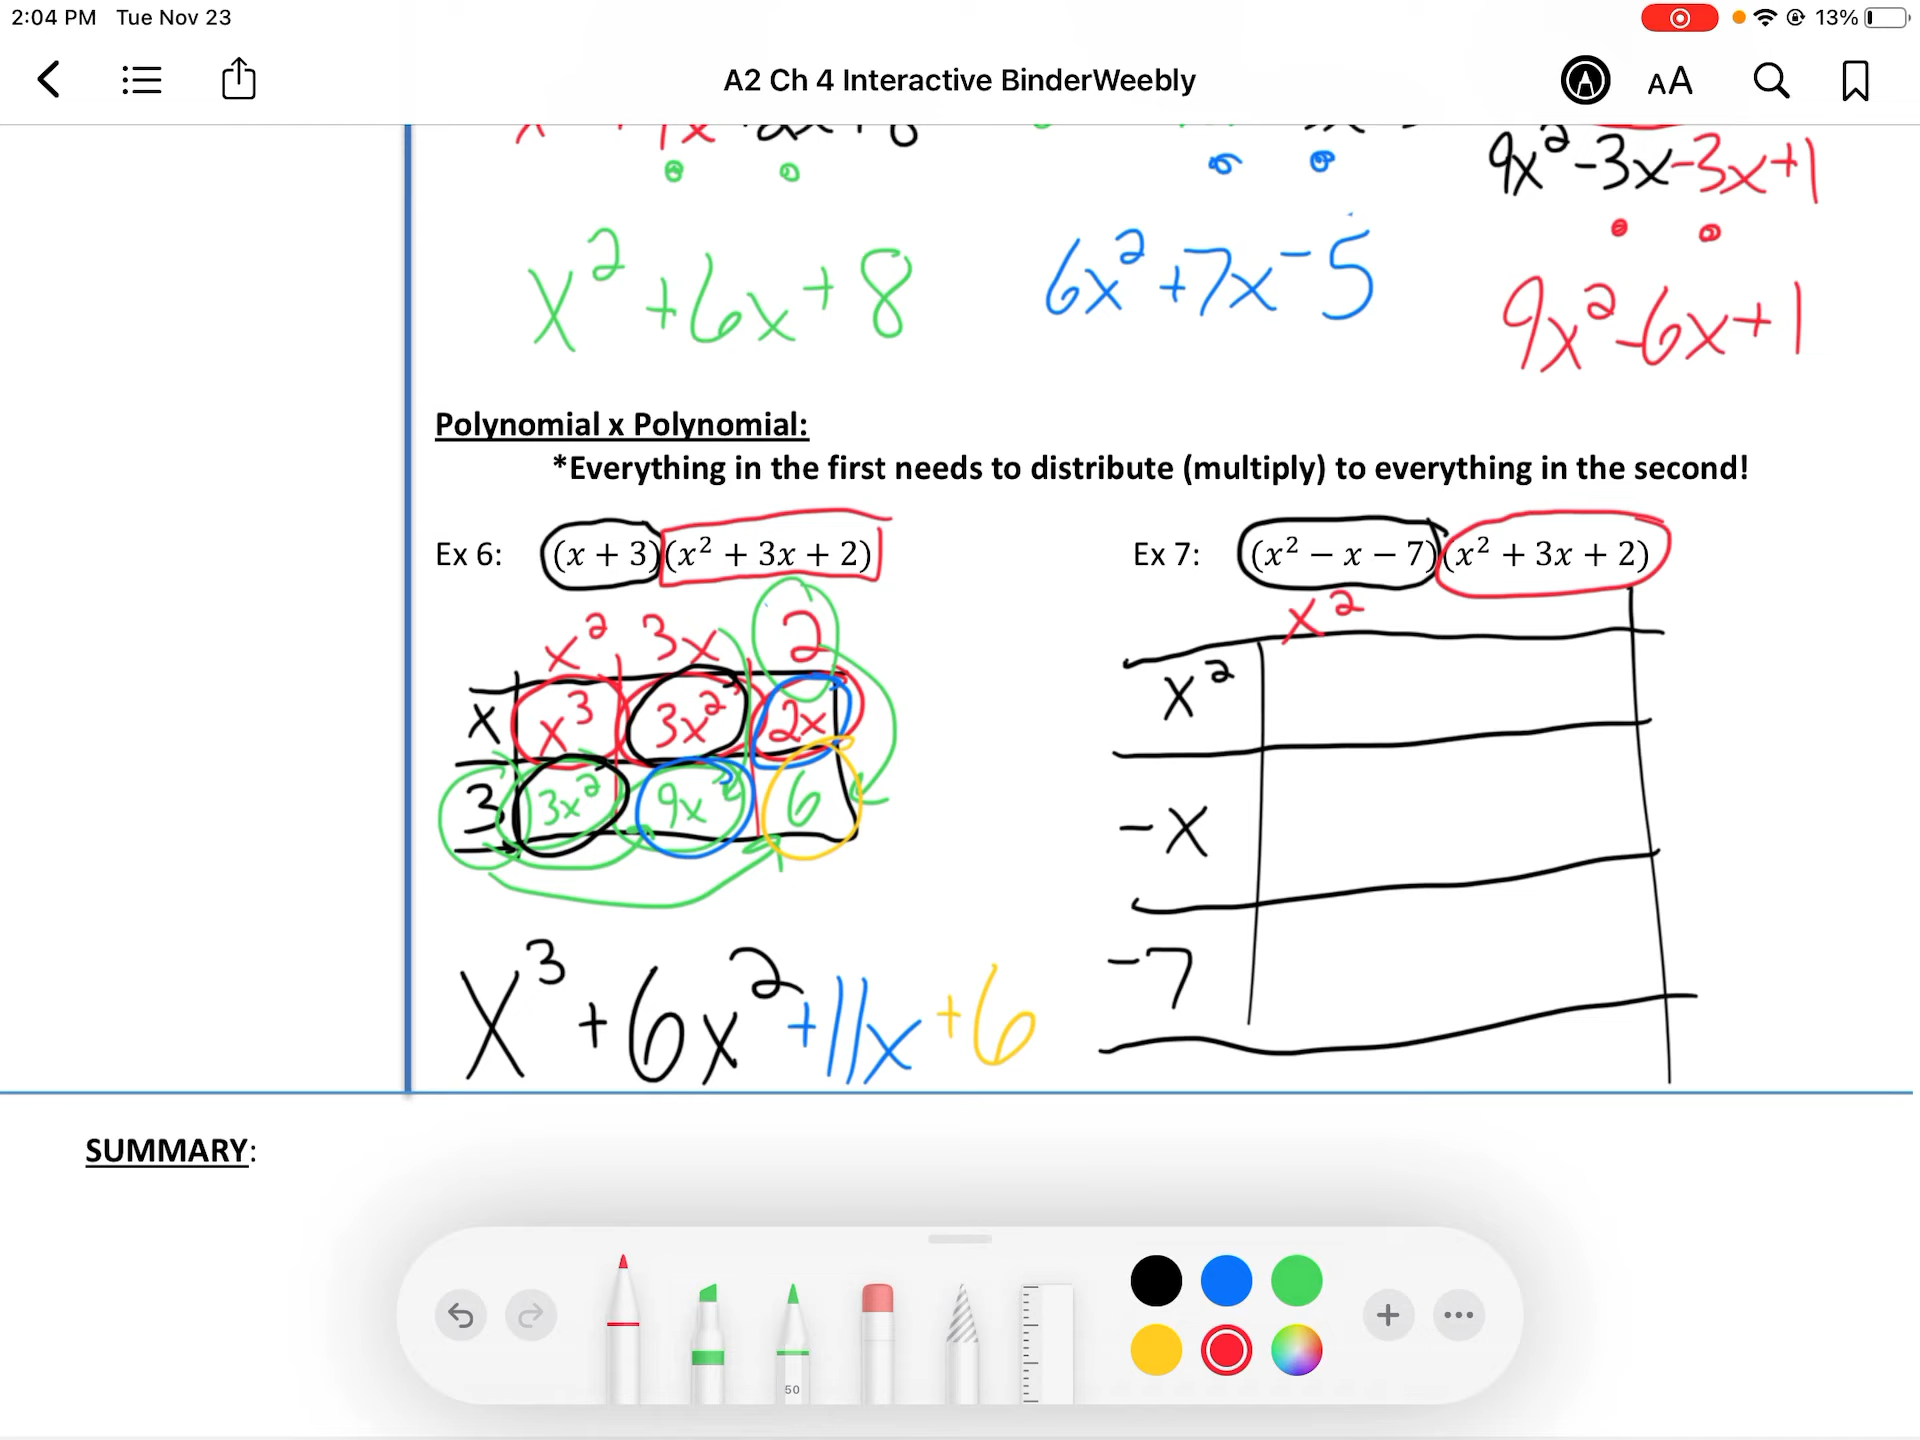 2:04 PM Tue Nov 23
13%
A2 Ch 4 Interactive BinderWeebly
AA
9x² -3x -3x +1
x² +6x + 8
6x² +7x -5
9x² -6x +1
Polynomial x Polynomial:
*Everything in the first needs to distribute (multiply) to everything in the second!
Ex 6: (x + 3)(x² + 3x + 2)
Ex 7: (x² − x − 7)(x² + 3x + 2)
x² 3x 2
x x³ 3x² 2x
3 3x² 9x 6
x³ +6x² +11x +6
x²
x²
-x
-7
SUMMARY:
50